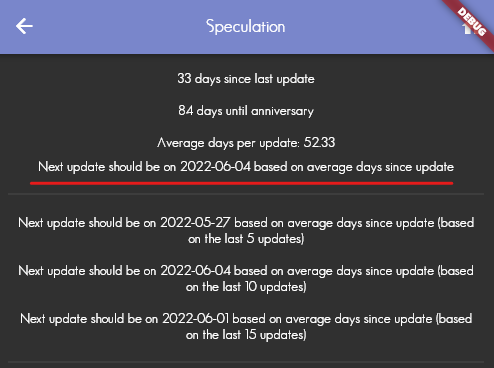 Speculation
DEBUG
33 days since last update
84 days until anniversary
Average days per update: 52.33
Next update should be on 2022-06-04 based on average days since update
Next update should be on 2022-05-27 based on average days since update (based
on the last 5 updates)
Next update should be on 2022-06-04 based on average days since update (based
on the last 10 updates)
Next update should be on 2022-06-01 based on average days since update (based
on the last 15 updates)